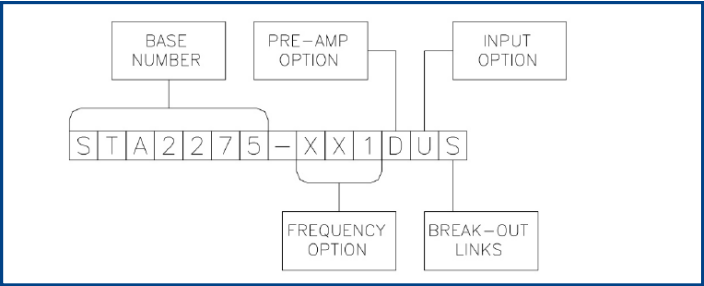 BASE
NUMBER
PRE-AMP
OPTION
INPUT
OPTION
STA2275-XX1DUS
FREQUENCY
OPTION
BREAK-OUT
LINKS